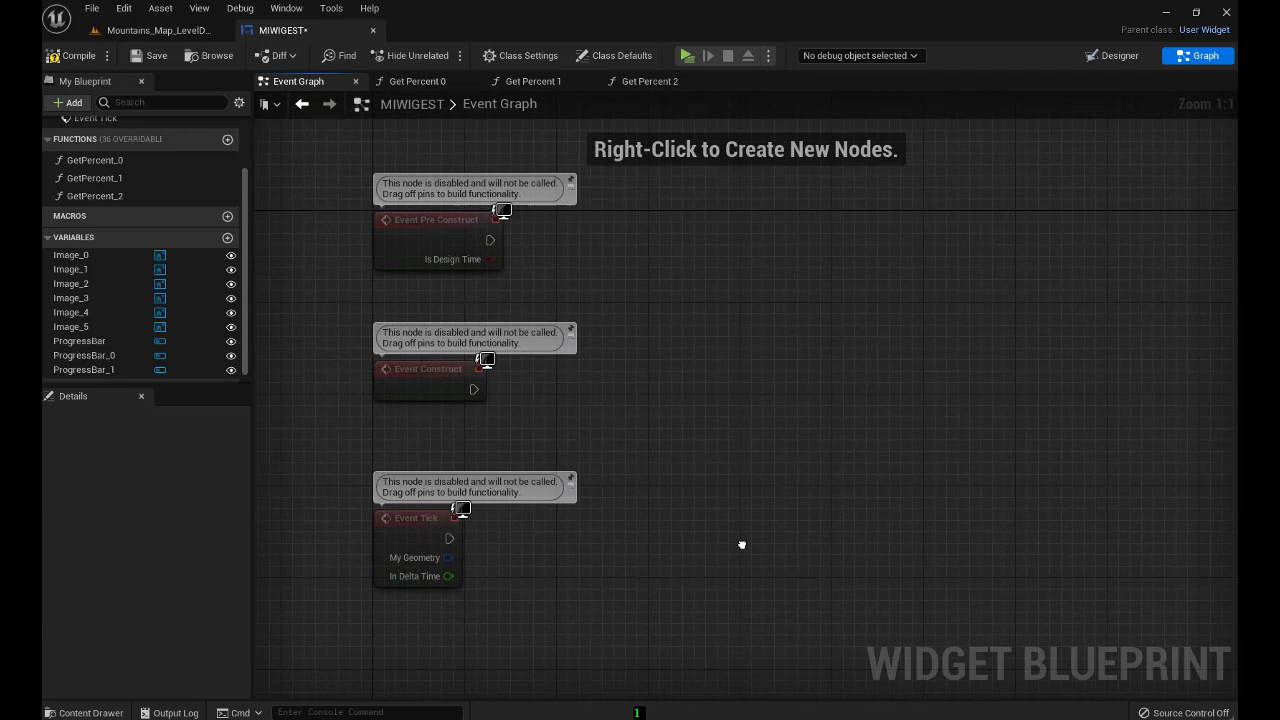 File Edit Asset View Debug Window Tools Help
Mountains_Map_LevelD... MIWIGEST•
Parent class: User Widget
Compile Save Browse Diff Find Hide Unrelated Class Settings Class Defaults No debug object selected Designer Graph
My Blueprint Event Graph Get Percent 0 Get Percent 1 Get Percent 2
Add Search MIWIGEST > Event Graph Zoom 1:1
Event Tick
FUNCTIONS (36 OVERRIDABLE
GetPercent_0
GetPercent_1
GetPercent_2
MACROS
VARIABLES
Image_0
Image_1
Image_2
Image_3
Image_4
Image_5
ProgressBar
ProgressBar_0
ProgressBar_1
Details
Right-Click to Create New Nodes.
This node is disabled and will not be called.
Drag off pins to build functionality.
Event Pre Construct
Is Design Time
This node is disabled and will not be called.
Drag off pins to build functionality.
Event Construct
This node is disabled and will not be called.
Drag off pins to build functionality.
Event Tick
My Geometry
In Delta Time
WIDGET BLUEPRINT
Content Drawer Output Log Cmd Enter Console Command 1 Source Control Off